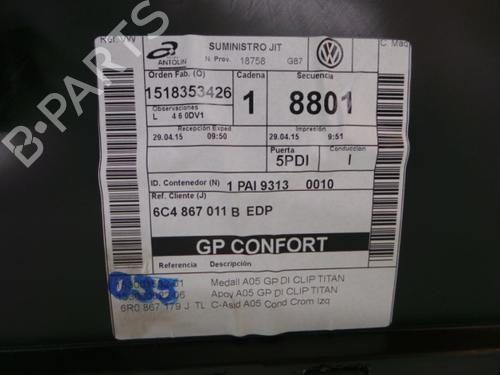 SUMINISTRO JIT
ANTOLIN
N. Prov. 18758 G87
C. Maq
Orden Fab. (O) Cadena Secuencia
1518353426 1 8801
Observaciones
L 4 6 0DV1
Recepción Exped Impresión
29.04.15 09:50 29.04.15 9:51
Puerta Conducción
5PDI I
ID. Contenedor (N) 1 PAI 9313 0010
Ref. Cliente (J)
6C4 867 011 B EDP
GP CONFORT
Referencia Descripción
Medall A05 GP DI CLIP TITAN
Apoy A05 GP DI CLIP TITAN
6R0 867 179 J TL C-Asid A05 Cond Crom Izq
035
B-PARTS